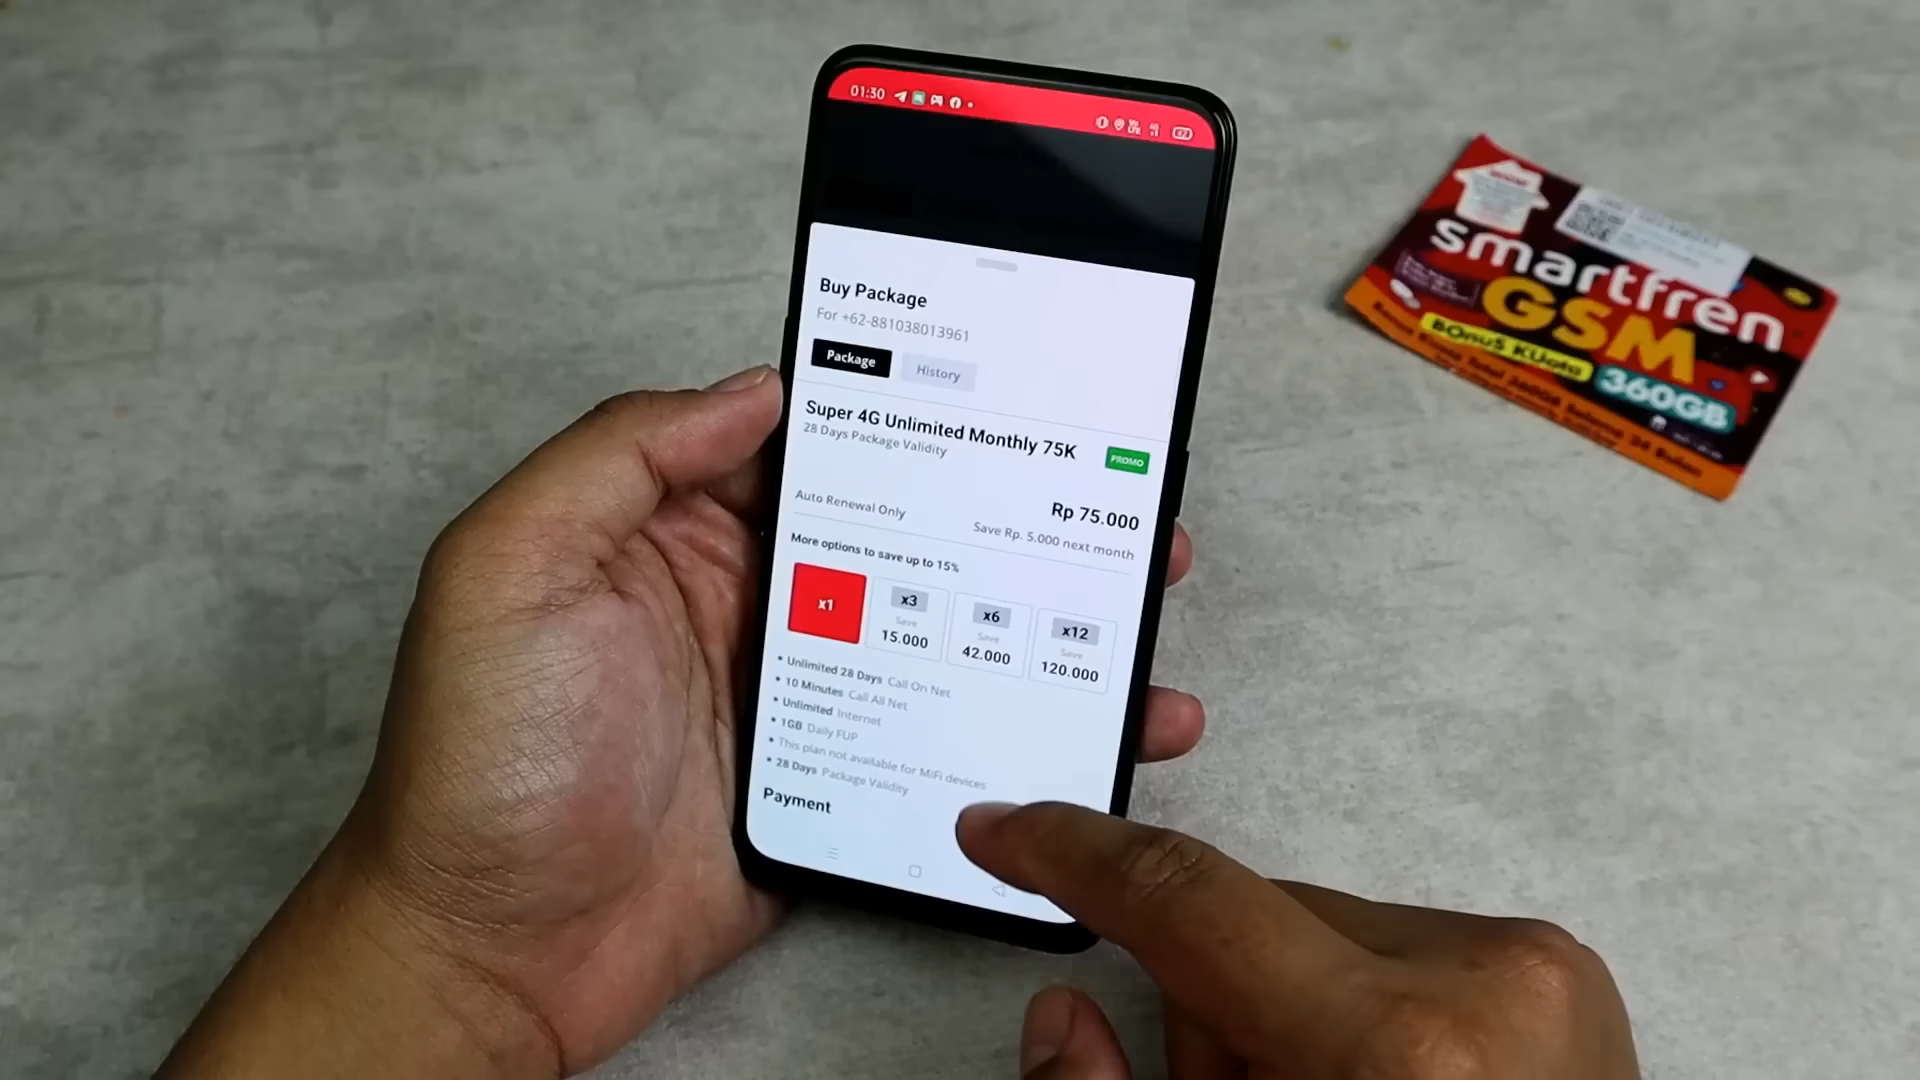 01:30
Buy Package
For +62-881038013961
Package
History
Super 4G Unlimited Monthly 75K
28 Days Package Validity
PROMO
Auto Renewal Only
Rp 75.000
Save Rp. 5.000 next month
More options to save up to 15%
x1
x3
Save
15.000
x6
Save
42.000
x12
Save
120.000
• Unlimited 28 Days Call On Net
• 10 Minutes Call All Net
• Unlimited Internet
• 1GB Daily FUP
• This plan not available for MiFi devices
• 28 Days Package Validity
Payment
smartfren
GSM
BOnuS KUota
360GB